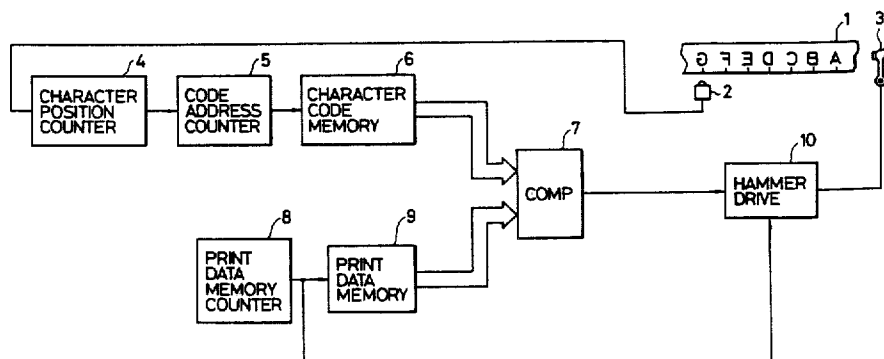 1
3
G F E D C B A
2
4
CHARACTER
POSITION
COUNTER
5
CODE
ADDRESS
COUNTER
6
CHARACTER
CODE
MEMORY
7
COMP
10
HAMMER
DRIVE
8
PRINT
DATA
MEMORY
COUNTER
9
PRINT
DATA
MEMORY